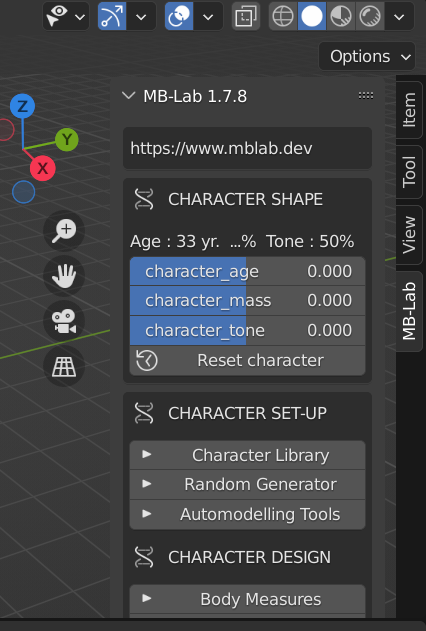 Options
MB-Lab 1.7.8
https://www.mblab.dev
CHARACTER SHAPE
Age : 33 yr. ...% Tone : 50%
character_age 0.000
character_mass 0.000
character_tone 0.000
Reset character
CHARACTER SET-UP
Character Library
Random Generator
Automodelling Tools
CHARACTER DESIGN
Body Measures
Item
Tool
View
MB-Lab
Z
Y
X